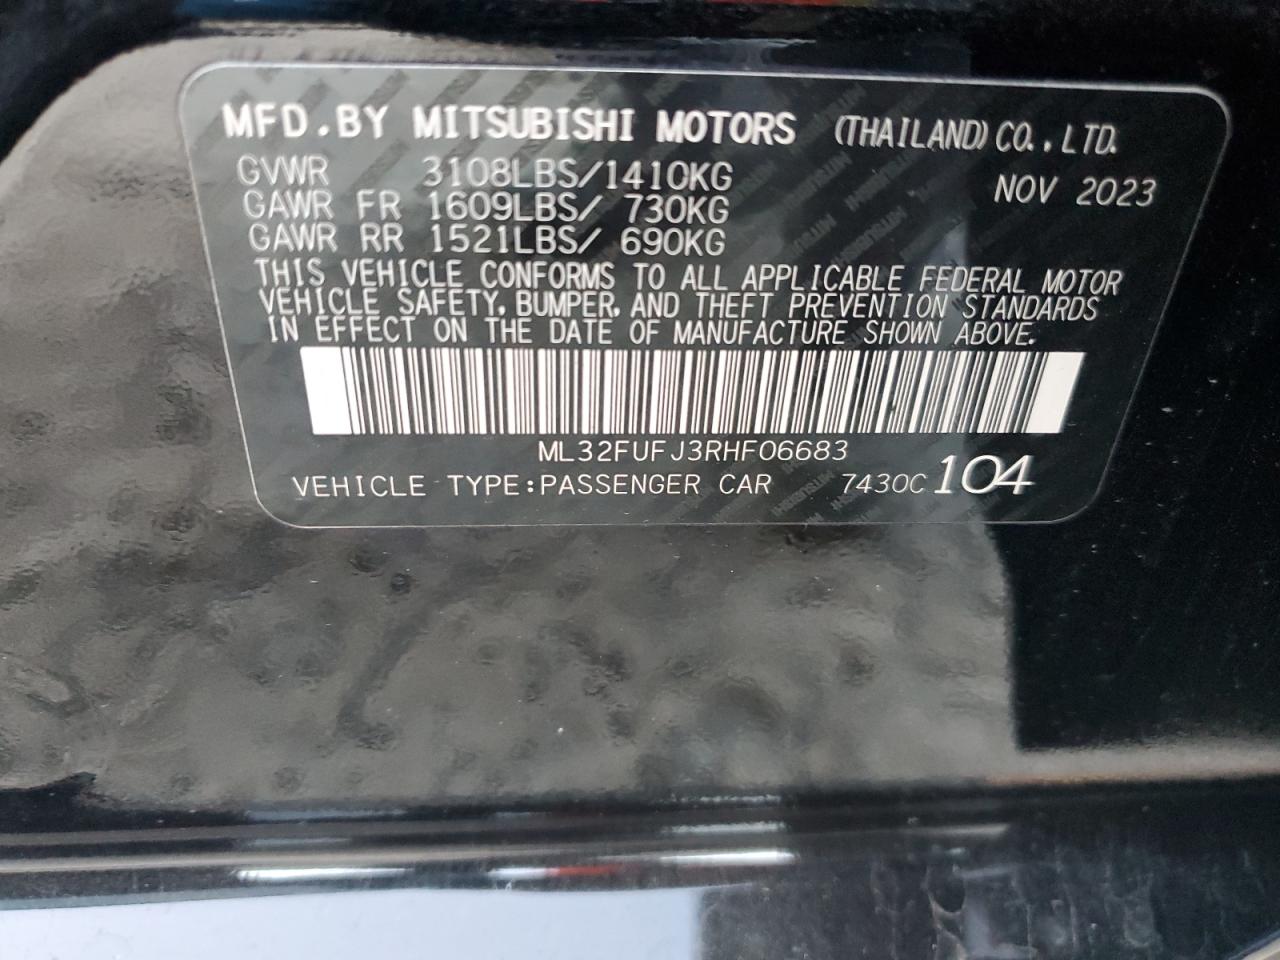 MFD.BY MITSUBISHI MOTORS (THAILAND) CO., LTD.
GVWR 3108LBS/1410KG NOV 2023
GAWR FR 1609LBS/ 730KG
GAWR RR 1521LBS/ 690KG
THIS VEHICLE CONFORMS TO ALL APPLICABLE FEDERAL MOTOR
VEHICLE SAFETY, BUMPER, AND THEFT PREVENTION STANDARDS
IN EFFECT ON THE DATE OF MANUFACTURE SHOWN ABOVE.
ML32FUFJ3RHF06683
VEHICLE TYPE:PASSENGER CAR 7430C 104